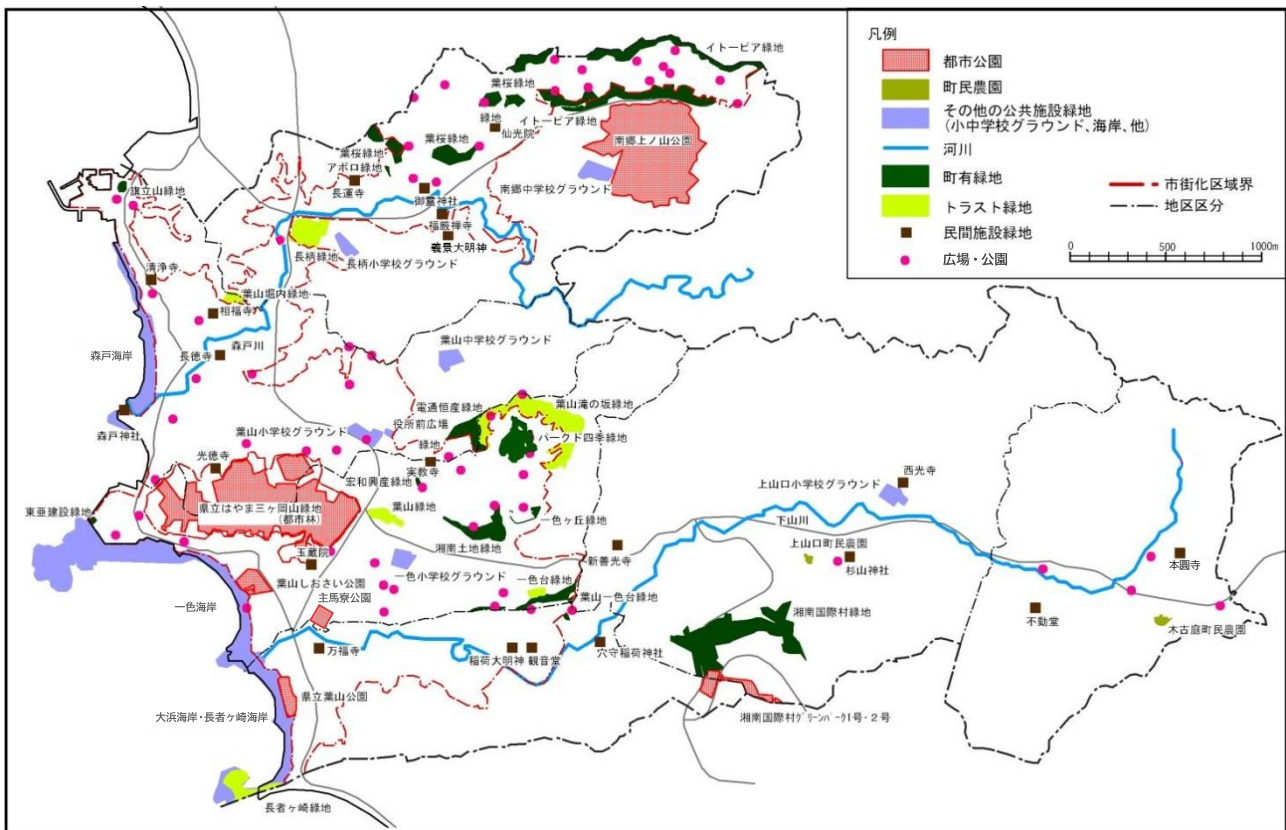 凡例
都市公園
町民農園
その他の公共施設緑地
(小中学校グラウンド、海岸、他)
河川
町有緑地
トラスト緑地
民間施設緑地
広場・公園
市街化区域界
地区区分
0 500 1000m
イトーピア緑地
葉桜緑地
緑地
仙光院
イトーピア緑地
南郷上ノ山公園
葉桜緑地
葉桜緑地
アポロ緑地
長運寺
南郷中学校グラウンド
御霊神社
福厳禅寺
義景大明神
旗立山緑地
長柄緑地
長柄小学校グラウンド
清浄寺
葉山堀内緑地
相福寺
森戸川
長徳寺
森戸海岸
葉山中学校グラウンド
森戸神社
電通恒産緑地
葉山滝の坂緑地
役所前広場
葉山小学校グラウンド
緑地
パークド四季緑地
光徳寺
実教寺
宏和興産緑地
西光寺
上山口小学校グラウンド
県立はやま三ヶ岡山緑地
(都市林)
東亜建設緑地
葉山緑地
一色ヶ丘緑地
下山川
湘南土地緑地
上山口町民農園
新善光寺
杉山神社
本圓寺
玉蔵院
葉山しおさい公園
一色小学校グラウンド
一色台緑地
主馬寮公園
葉山一色台緑地
一色海岸
湘南国際村緑地
不動堂
木古庭町民農園
万福寺
稲荷大明神
観音堂
穴守稲荷神社
県立葉山公園
大浜海岸・長者ヶ崎海岸
湘南国際村グリーンパーク1号・2号
長者ヶ崎緑地